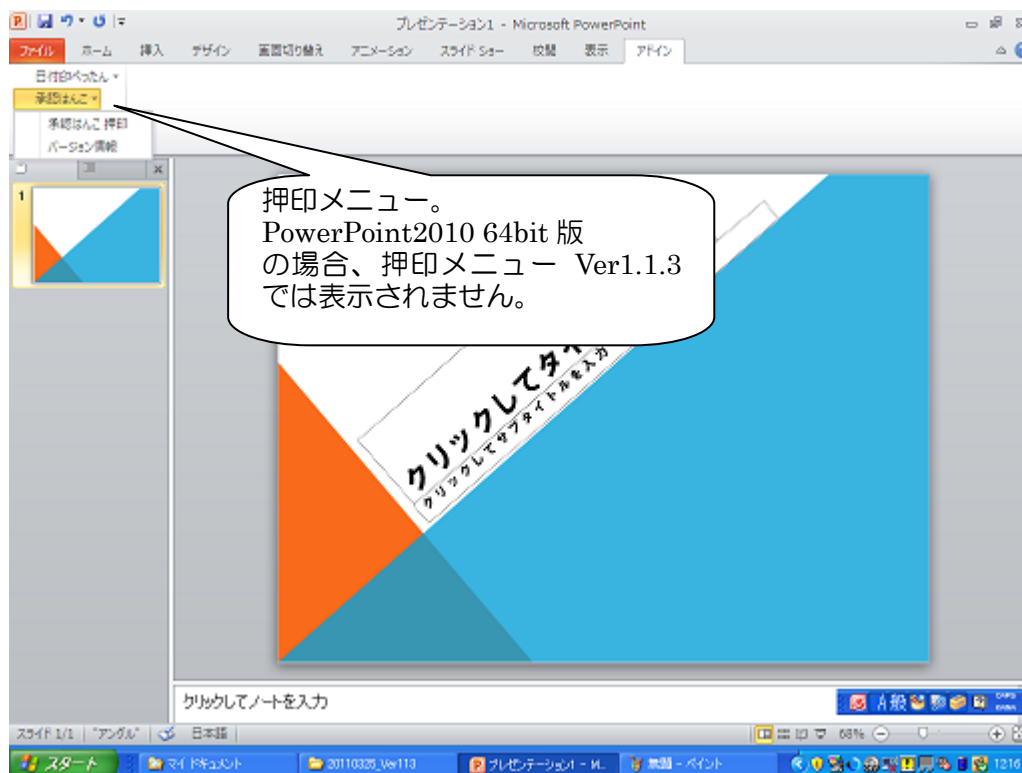 プレゼンテーション1 - Microsoft PowerPoint
ファイル ホーム 挿入 デザイン 画面切り替え アニメーション スライド ショー 校閲 表示 アドイン
日付印ぺったん
承認はんこ
承認はんこ 押印
バージョン情報
1
押印メニュー。
PowerPoint2010 64bit 版
の場合、押印メニュー Ver1.1.3
では表示されません。
クリックしてタイ
クリックしてサブタイトルを入力
クリックしてノートを入力
A 般
CAPS
KANA
スライド 1/1 "アングル" 日本語 68%
スタート マイ ドキュメント 20110325_Ver113 プレゼンテーション1 - M... 無題 - ペイント 12:16